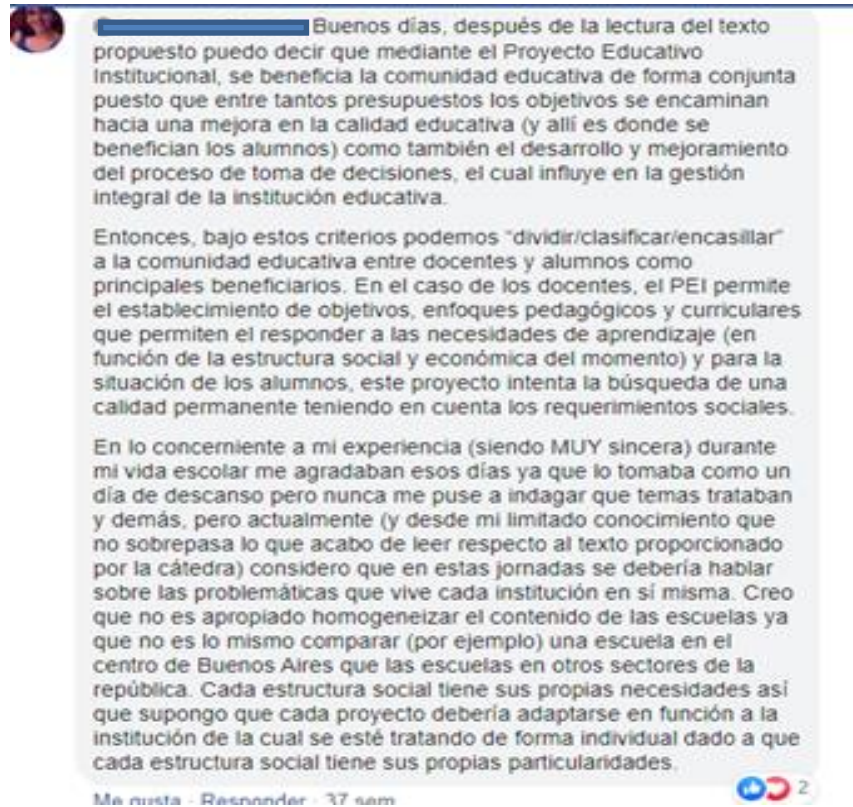 Buenos días, después de la lectura del texto
propuesto puedo decir que mediante el Proyecto Educativo
Institucional, se beneficia la comunidad educativa de forma conjunta
puesto que entre tantos presupuestos los objetivos se encaminan
hacia una mejora en la calidad educativa (y allí es donde se
benefician los alumnos) como también el desarrollo y mejoramiento
del proceso de toma de decisiones, el cual influye en la gestión
integral de la institución educativa.
Entonces, bajo estos criterios podemos "dividir/clasificar/encasillar"
a la comunidad educativa entre docentes y alumnos como
principales beneficiarios. En el caso de los docentes, el PEI permite
el establecimiento de objetivos, enfoques pedagógicos y curriculares
que permiten el responder a las necesidades de aprendizaje (en
función de la estructura social y económica del momento) y para la
situación de los alumnos, este proyecto intenta la búsqueda de una
calidad permanente teniendo en cuenta los requerimientos sociales.
En lo concerniente a mi experiencia (siendo MUY sincera) durante
mi vida escolar me agradaban esos días ya que lo tomaba como un
día de descanso pero nunca me puse a indagar que temas trataban
y demás, pero actualmente (y desde mi limitado conocimiento que
no sobrepasa lo que acabo de leer respecto al texto proporcionado
por la cátedra) considero que en estas jornadas se debería hablar
sobre las problemáticas que vive cada institución en sí misma. Creo
que no es apropiado homogeneizar el contenido de las escuelas ya
que no es lo mismo comparar (por ejemplo) una escuela en el
centro de Buenos Aires que las escuelas en otros sectores de la
república. Cada estructura social tiene sus propias necesidades así
que supongo que cada proyecto debería adaptarse en función a la
institución de la cual se esté tratando de forma individual dado a que
cada estructura social tiene sus propias particularidades.
2
Me gusta · Responder · 37 sem